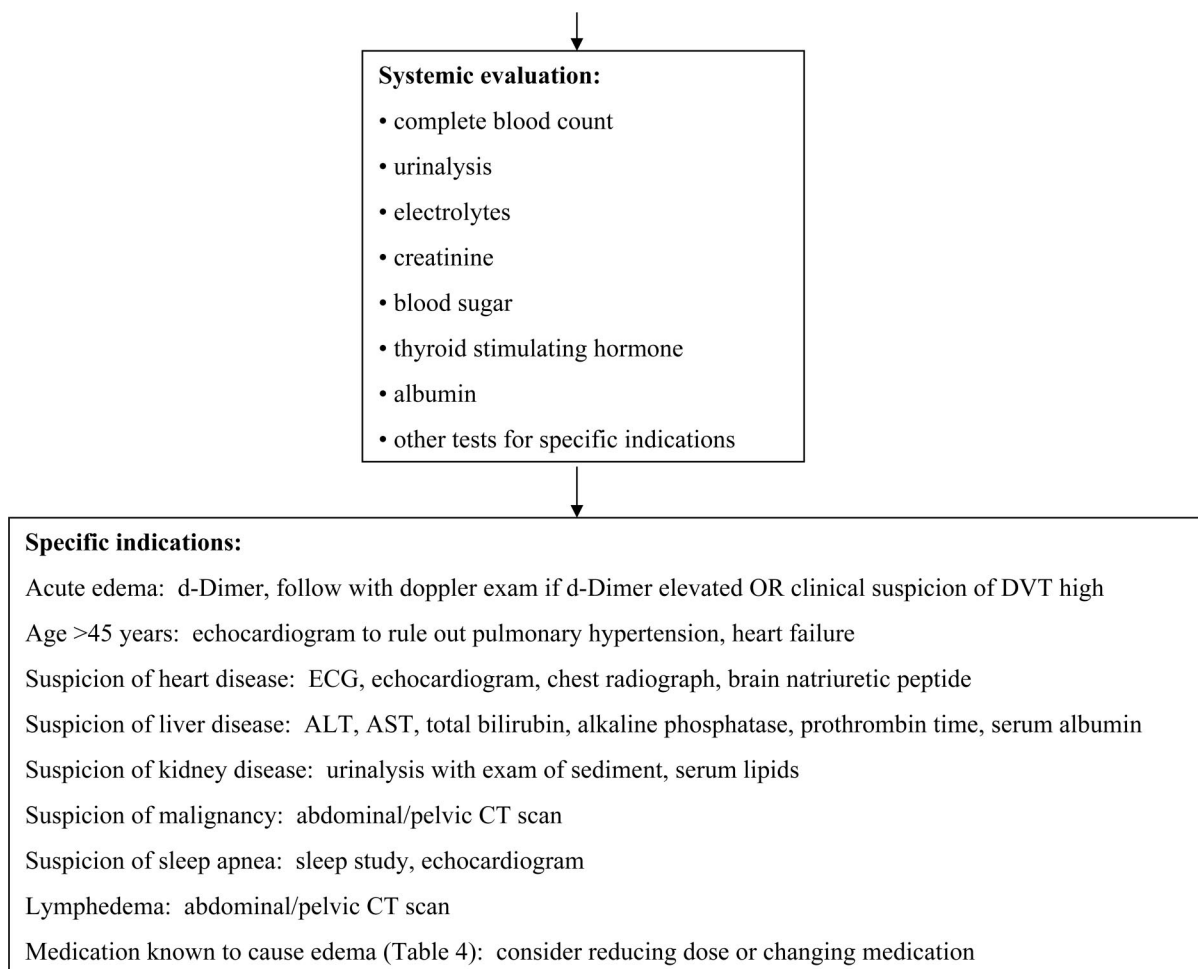 Systemic evaluation:
• complete blood count
• urinalysis
• electrolytes
• creatinine
• blood sugar
• thyroid stimulating hormone
• albumin
• other tests for specific indications
Specific indications:
Acute edema:  d-Dimer, follow with doppler exam if d-Dimer elevated OR clinical suspicion of DVT high
Age >45 years:  echocardiogram to rule out pulmonary hypertension, heart failure
Suspicion of heart disease:  ECG, echocardiogram, chest radiograph, brain natriuretic peptide
Suspicion of liver disease:  ALT, AST, total bilirubin, alkaline phosphatase, prothrombin time, serum albumin
Suspicion of kidney disease:  urinalysis with exam of sediment, serum lipids
Suspicion of malignancy:  abdominal/pelvic CT scan
Suspicion of sleep apnea:  sleep study, echocardiogram
Lymphedema:  abdominal/pelvic CT scan
Medication known to cause edema (Table 4):  consider reducing dose or changing medication